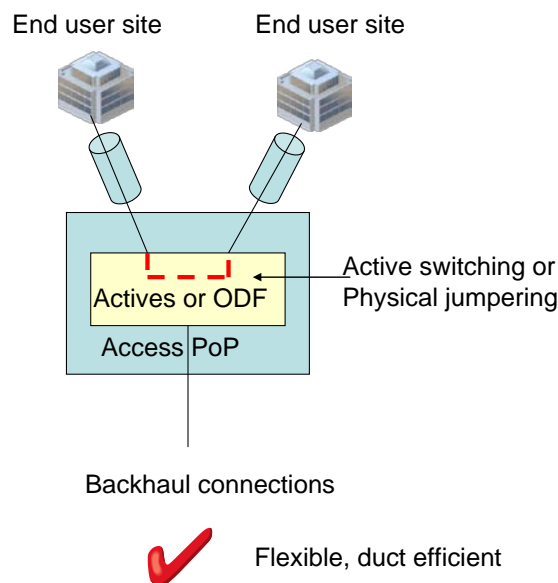 End user site
End user site
Active switching or
Physical jumpering
Actives or ODF
Access PoP
Backhaul connections
Flexible, duct efficient